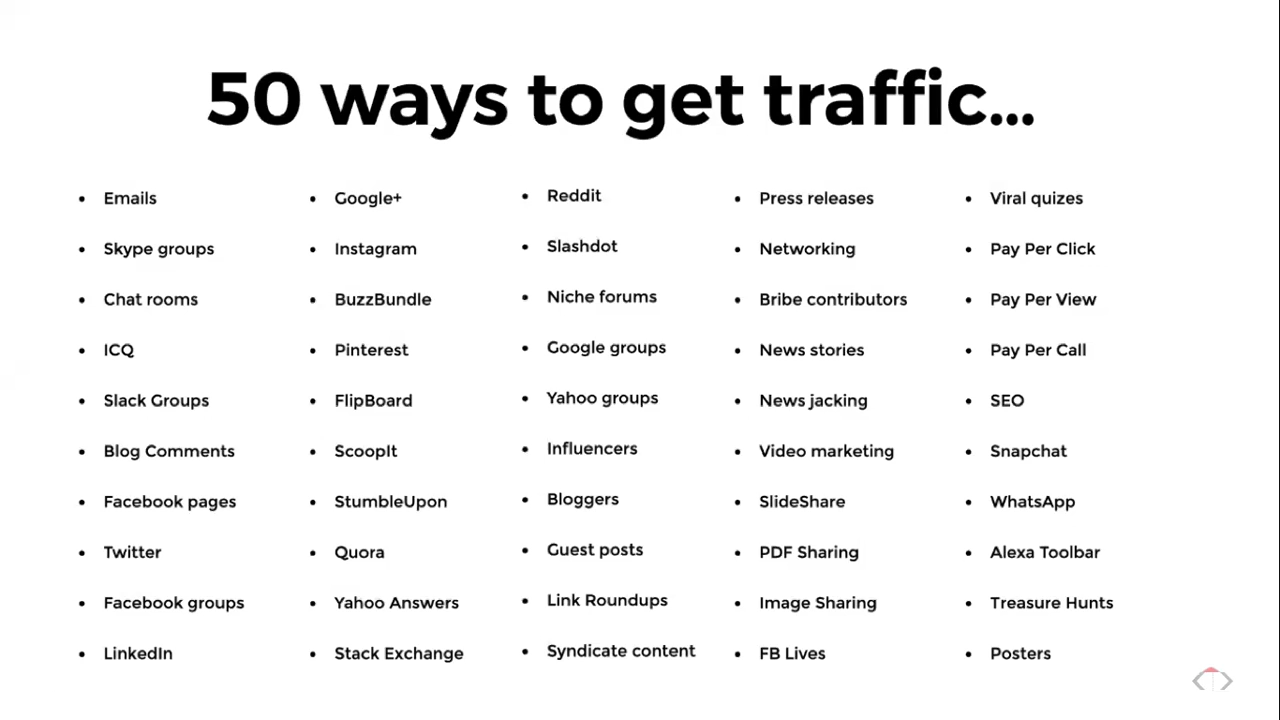 50 ways to get traffic...
Emails
Skype groups
Chat rooms
ICQ
Slack Groups
Blog Comments
Facebook pages
Twitter
Facebook groups
LinkedIn
Google+
Instagram
BuzzBundle
Pinterest
FlipBoard
ScoopIt
StumbleUpon
Quora
Yahoo Answers
Stack Exchange
Reddit
Slashdot
Niche forums
Google groups
Yahoo groups
Influencers
Bloggers
Guest posts
Link Roundups
Syndicate content
Press releases
Networking
Bribe contributors
News stories
News jacking
Video marketing
SlideShare
PDF Sharing
Image Sharing
FB Lives
Viral quizes
Pay Per Click
Pay Per View
Pay Per Call
SEO
Snapchat
WhatsApp
Alexa Toolbar
Treasure Hunts
Posters